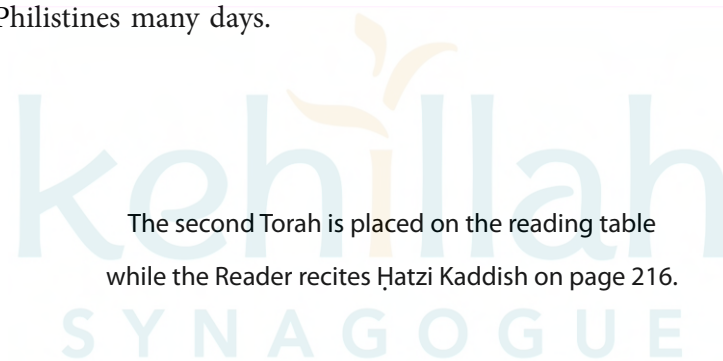 Philistines many days.
kehillah
The second Torah is placed on the reading table
while the Reader recites Ḥatzi Kaddish on page 216.
SYNAGOGUE